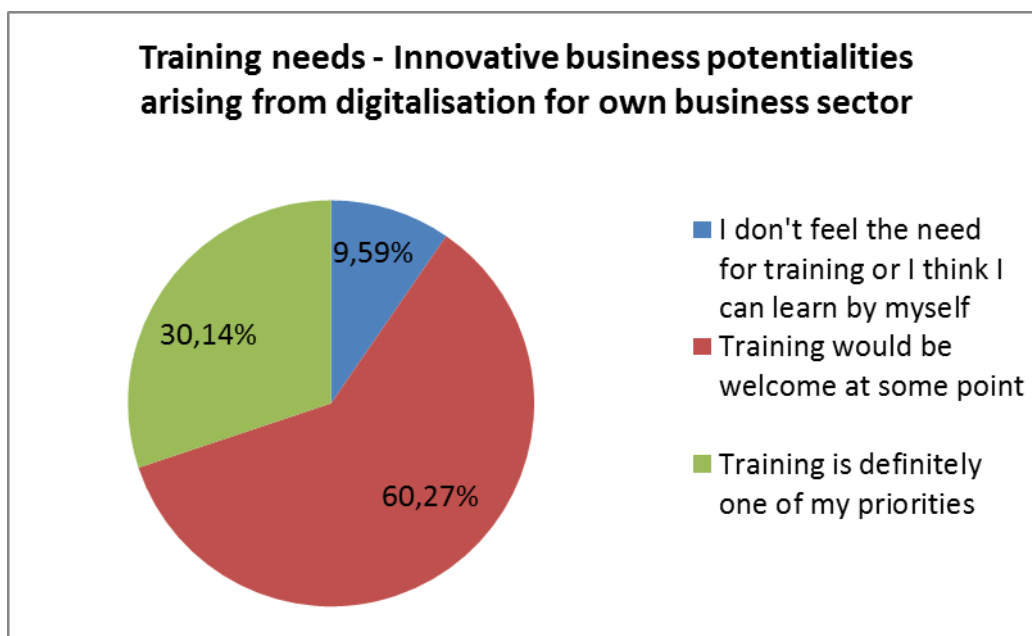 Training needs - Innovative business potentialities
arising from digitalisation for own business sector
9,59%
30,14%
60,27%
I don't feel the need
for training or I think I
can learn by myself
Training would be
welcome at some point
Training is definitely
one of my priorities